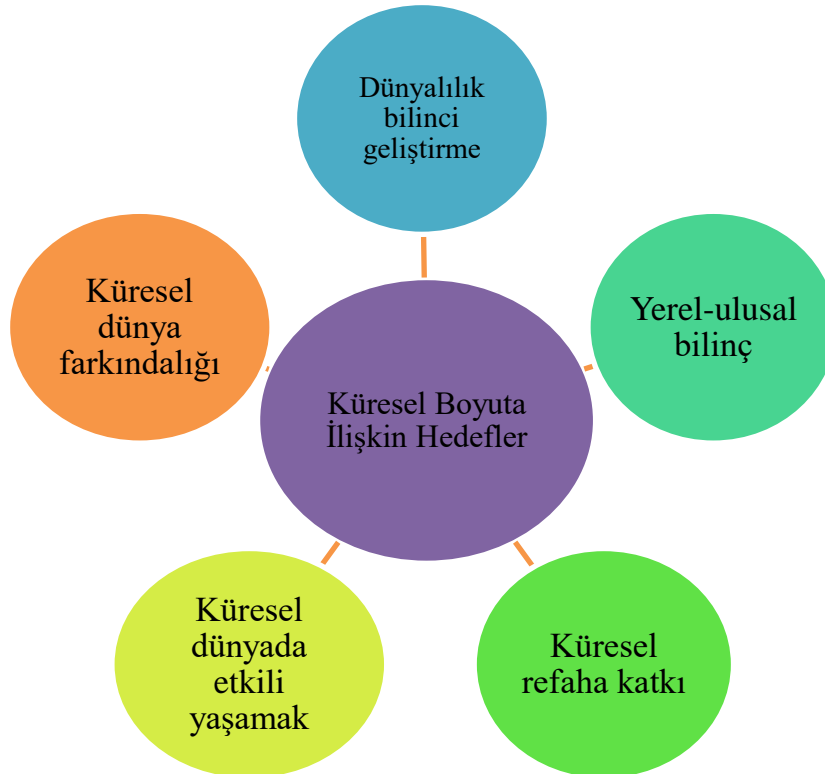 Dünyalılık
bilinci
geliştirme
Küresel
dünya
farkındalığı
Yerel-ulusal
bilinç
Küresel Boyuta
İlişkin Hedefler
Küresel
dünyada
etkili
yaşamak
Küresel
refaha katkı